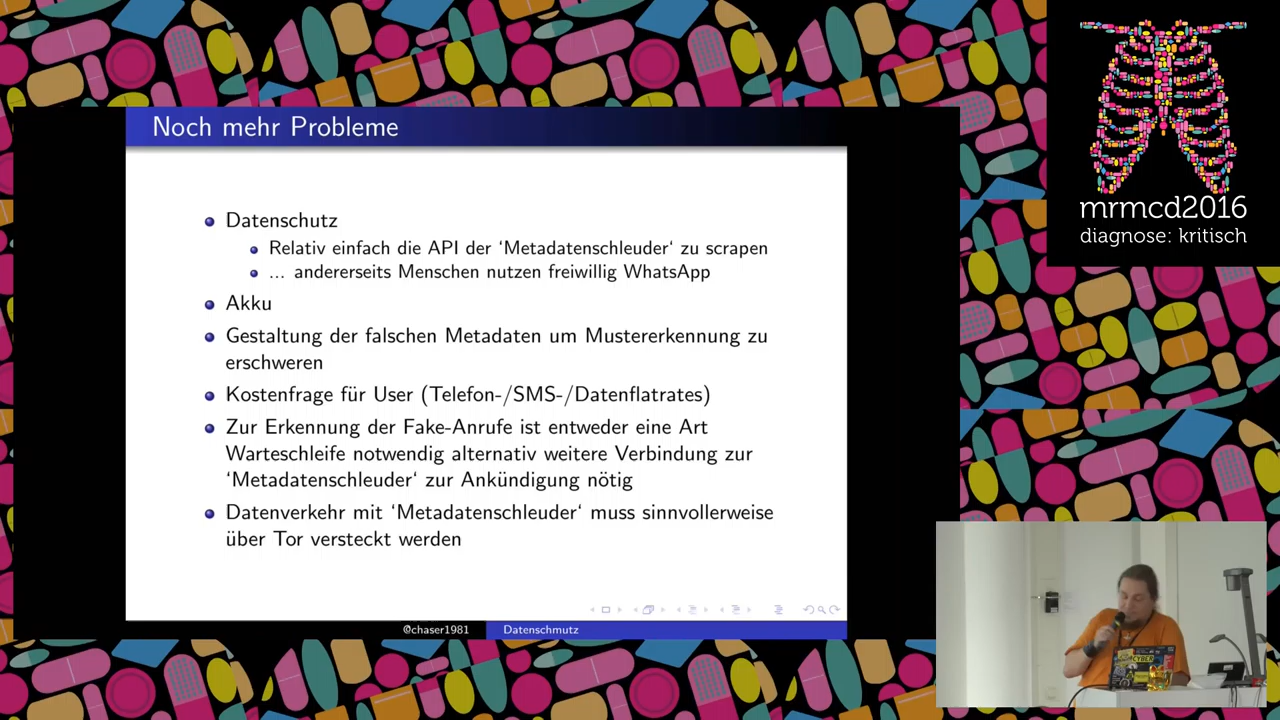 Noch mehr Probleme
Datenschutz
Relativ einfach die API der ‘Metadatenschleuder‘ zu scrapen
... andererseits Menschen nutzen freiwillig WhatsApp
Akku
Gestaltung der falschen Metadaten um Mustererkennung zu
erschweren
Kostenfrage für User (Telefon-/SMS-/Datenflatrates)
Zur Erkennung der Fake-Anrufe ist entweder eine Art
Warteschleife notwendig alternativ weitere Verbindung zur
‘Metadatenschleuder‘ zur Ankündigung nötig
Datenverkehr mit ‘Metadatenschleuder‘ muss sinnvollerweise
über Tor versteckt werden
@chaser1981
Datenschmutz
mrmcd2016
diagnose: kritisch
CYBER